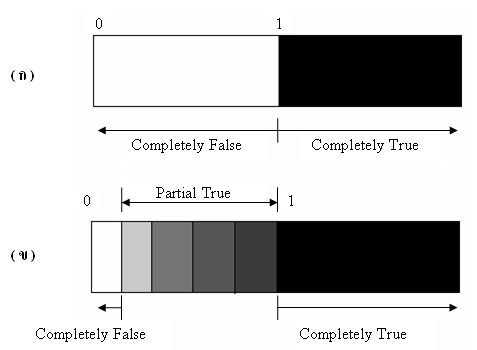 0 1
(ก)
Completely False Completely True
Partial True
0 1
(ข)
Completely False Completely True